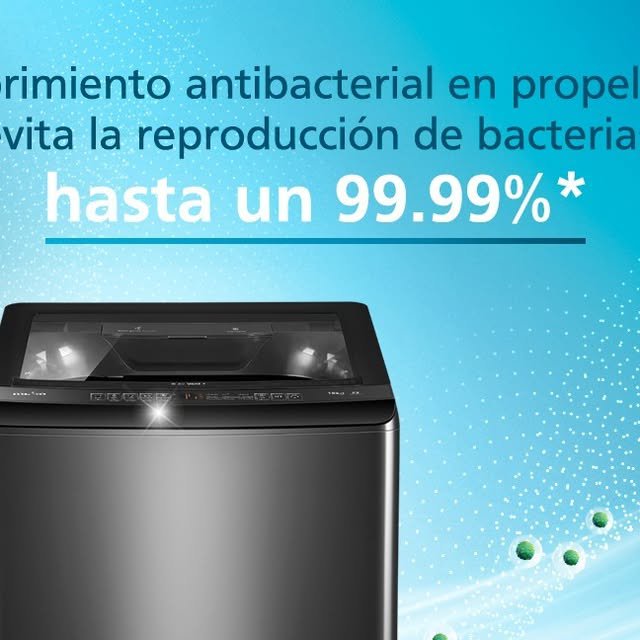 brimiento antibacterial en propel
evita la reproducción de bacteria
hasta un 99.99%*